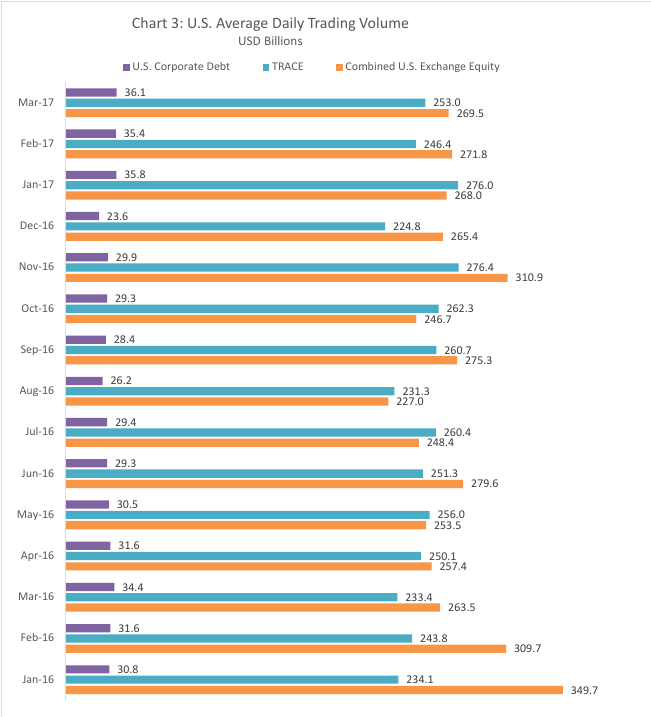 Chart 3: U.S. Average Daily Trading Volume
USD Billions
U.S. Corporate Debt TRACE Combined U.S. Exchange Equity
36.1
Mar-17 253.0
269.5
35.4
Feb-17 246.4
271.8
35.8
Jan-17 276.0
268.0
23.6
Dec-16 224.8
265.4
29.9
Nov-16 276.4
310.9
29.3
Oct-16 262.3
246.7
28.4
Sep-16 260.7
275.3
26.2
Aug-16 231.3
227.0
29.4
Jul-16 260.4
248.4
29.3
Jun-16 251.3
279.6
30.5
May-16 256.0
253.5
31.6
Apr-16 250.1
257.4
34.4
Mar-16 233.4
263.5
31.6
Feb-16 243.8
309.7
30.8
Jan-16 234.1
349.7